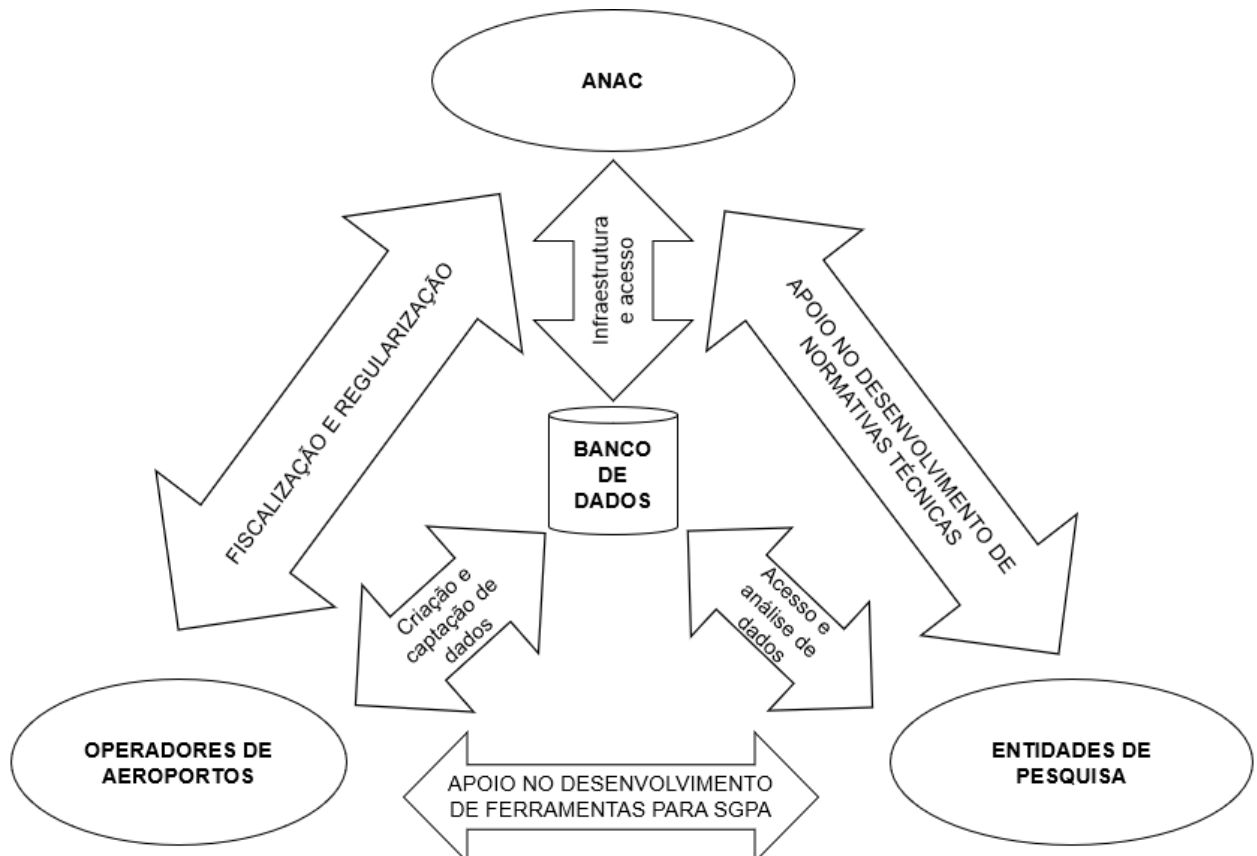 ANAC
Infraestrutura
e acesso
FISCALIZAÇÃO E REGULARIZAÇÃO
APOIO NO DESENVOLVIMENTO DE
NORMATIVAS TÉCNICAS
BANCO
DE
DADOS
Criação e
captação de
dados
Acesso e
análise de
dados
OPERADORES DE
AEROPORTOS
APOIO NO DESENVOLVIMENTO
DE FERRAMENTAS PARA SGPA
ENTIDADES DE
PESQUISA